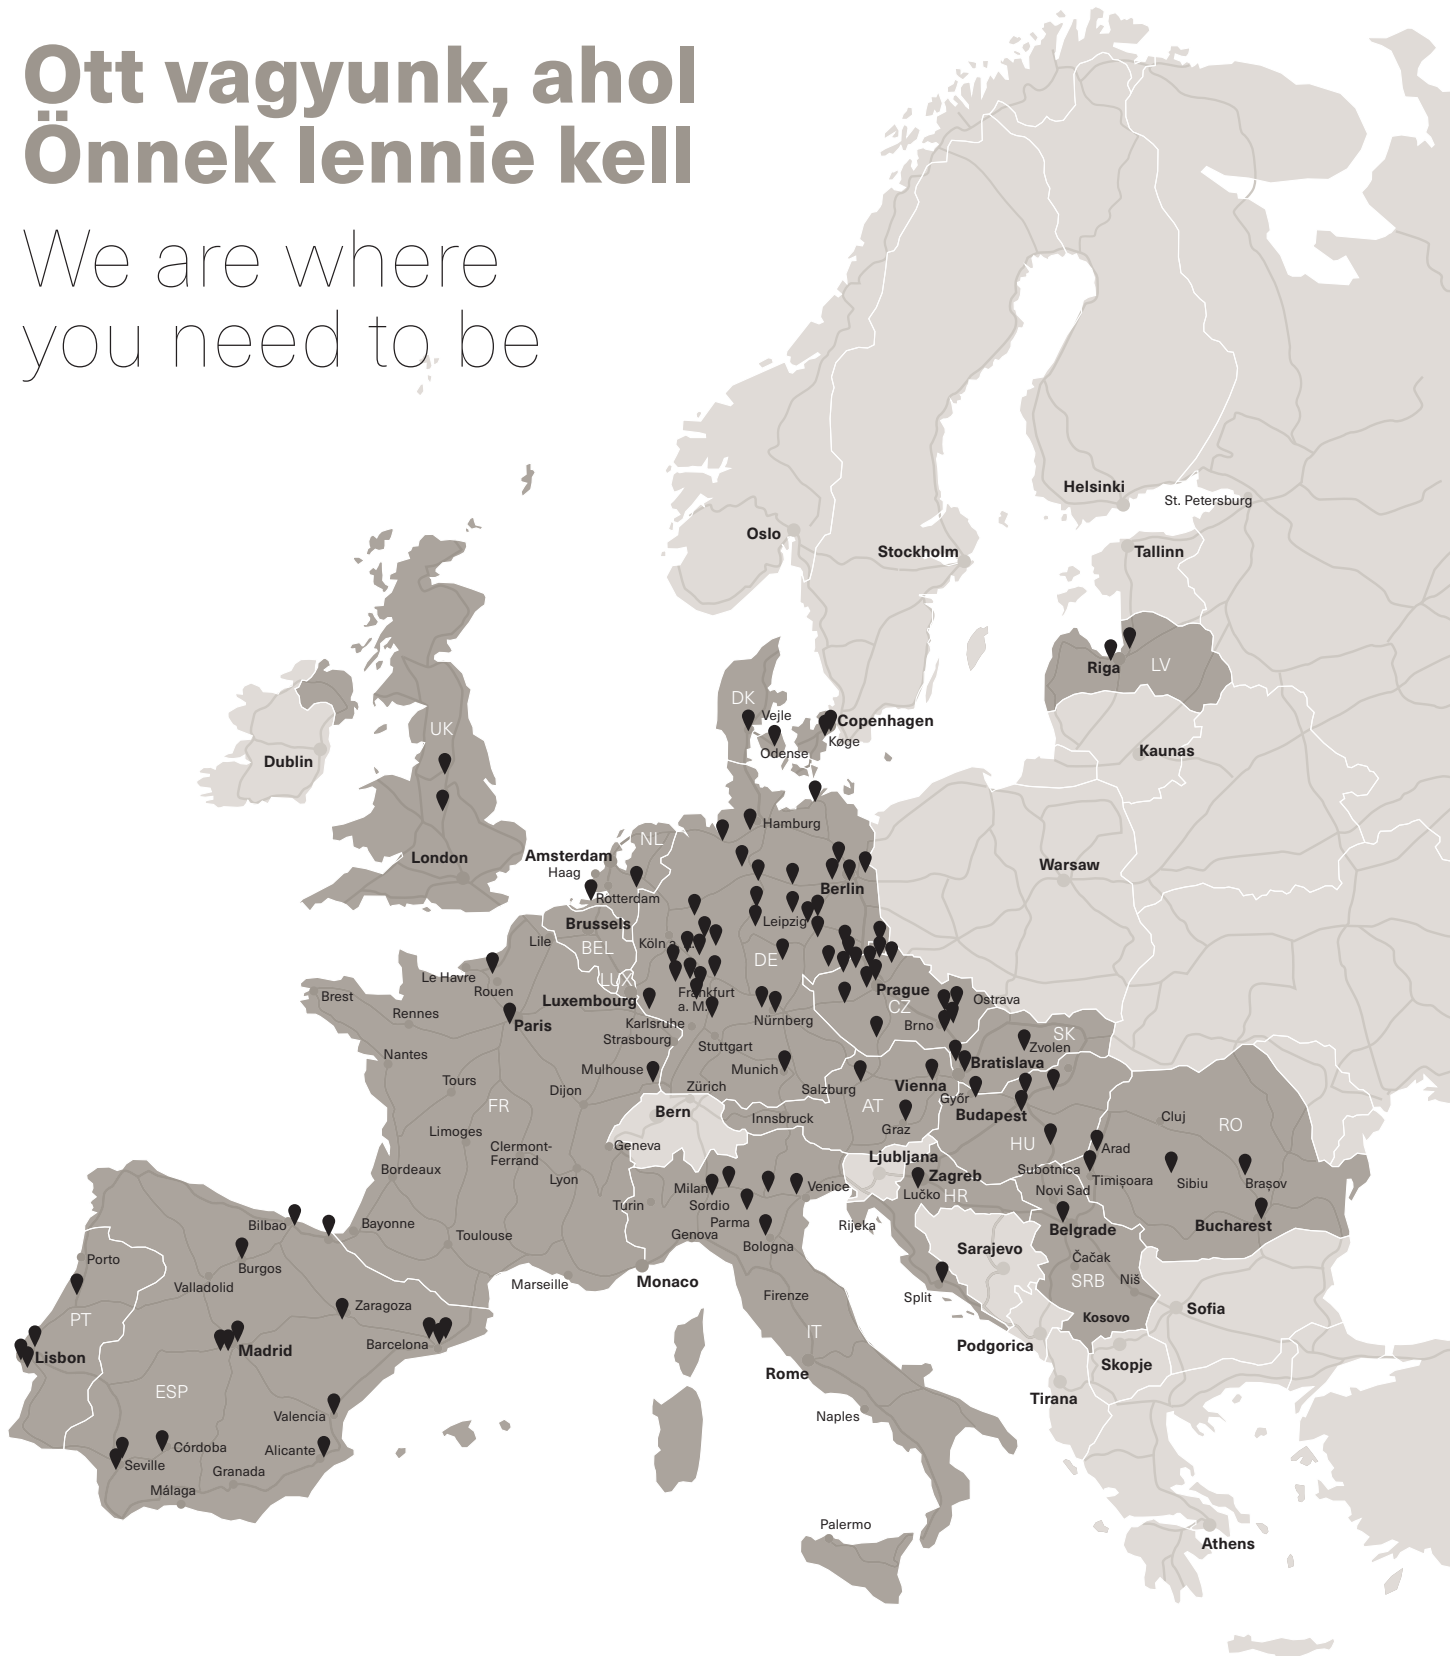 Ott vagyunk, ahol
Önnek lennie kell
We are where
you need to be
Helsinki
St. Petersburg
Oslo
Stockholm
Tallinn
Riga
LV
DK
Vejle
Copenhagen
Køge
Odense
UK
Dublin
Kaunas
Hamburg
NL
London
Amsterdam
Haag
Rotterdam
Berlin
Warsaw
Brussels
Leipzig
Lile
BEL
Köln a.
DE
Le Havre
Rouen
LUX
Luxembourg
Frankfurt
a. M.
Prague
CZ
Ostrava
Brest
Rennes
Paris
Karlsruhe
Strasbourg
Nürnberg
Brno
SK
Zvolen
Nantes
Stuttgart
Munich
Bratislava
Mulhouse
Tours
Dijon
Zürich
Salzburg
Vienna
Győr
FR
Bern
Innsbruck
AT
Graz
Budapest
HU
Cluj
RO
Limoges
Clermont-
Ferrand
Geneva
Ljubljana
Arad
Bordeaux
Lyon
Milan
Venice
Zagreb
Lučko
HR
Subotnica
Timișoara
Sibiu
Brașov
Turin
Sordio
Novi Sad
Bilbao
Bayonne
Toulouse
Genova
Parma
Bologna
Rijeka
Belgrade
Bucharest
Porto
Burgos
Valladolid
Marseille
Monaco
Sarajevo
Čačak
SRB
Niš
Firenze
Split
PT
Zaragoza
IT
Kosovo
Sofia
Lisbon
Madrid
Barcelona
Podgorica
Skopje
Rome
ESP
Tirana
Valencia
Naples
Córdoba
Alicante
Seville
Granada
Málaga
Palermo
Athens